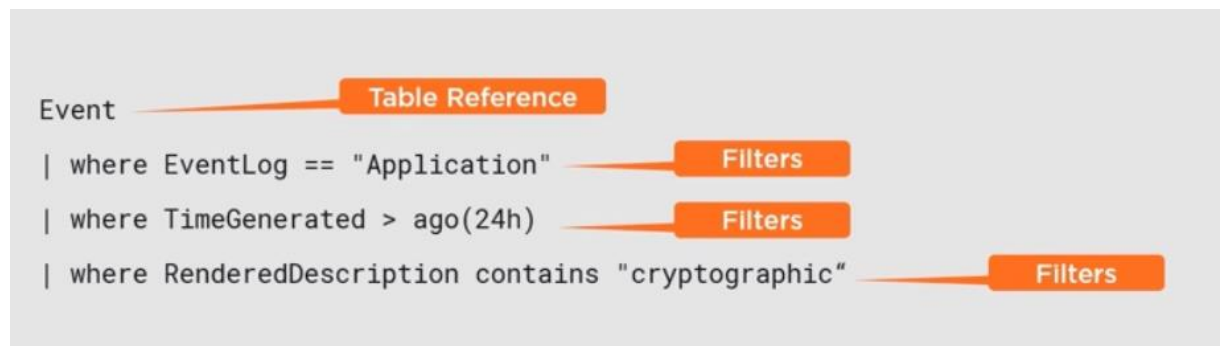 Event
Table Reference
| where EventLog == "Application"
Filters
| where TimeGenerated > ago(24h)
Filters
| where RenderedDescription contains "cryptographic“
Filters